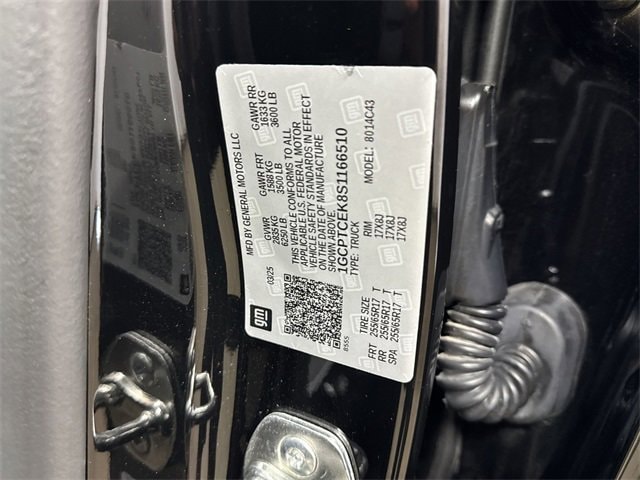 MFD BY GENERAL MOTORS LLC
03/25 GVWR GAWR FRT GAWR RR
2835 KG 1588 KG 1633 KG
6250 LB 3500 LB 3600 LB
THIS VEHICLE CONFORMS TO ALL
APPLICABLE U.S. FEDERAL MOTOR
VEHICLE SAFETY STANDARDS IN EFFECT
ON THE DATE OF MANUFACTURE.
1GCPTCEK8S1166510
TYPE: TRUCK MODEL: 8014C43
TIRE SIZE RIM
FRT 255/65R17 T 17X8J
RR 255/65R17 T 17X8J
SPA 255/65R17 T 17X8J
gm